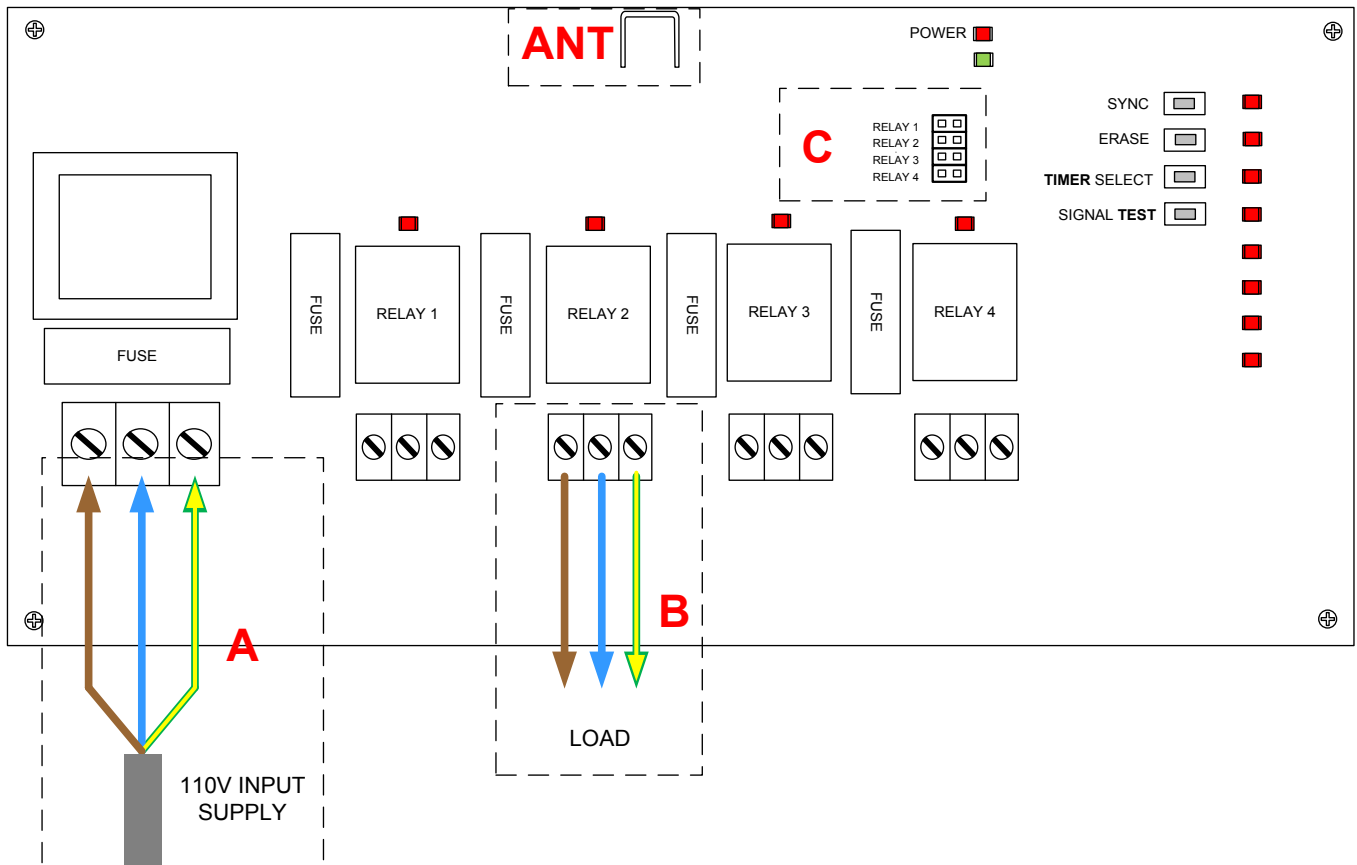 ANT
POWER
SYNC
ERASE
TIMER SELECT
SIGNAL TEST
C
RELAY 1
RELAY 2
RELAY 3
RELAY 4
FUSE
FUSE
RELAY 1
FUSE
RELAY 2
FUSE
RELAY 3
FUSE
RELAY 4
A
B
LOAD
110V INPUT
SUPPLY